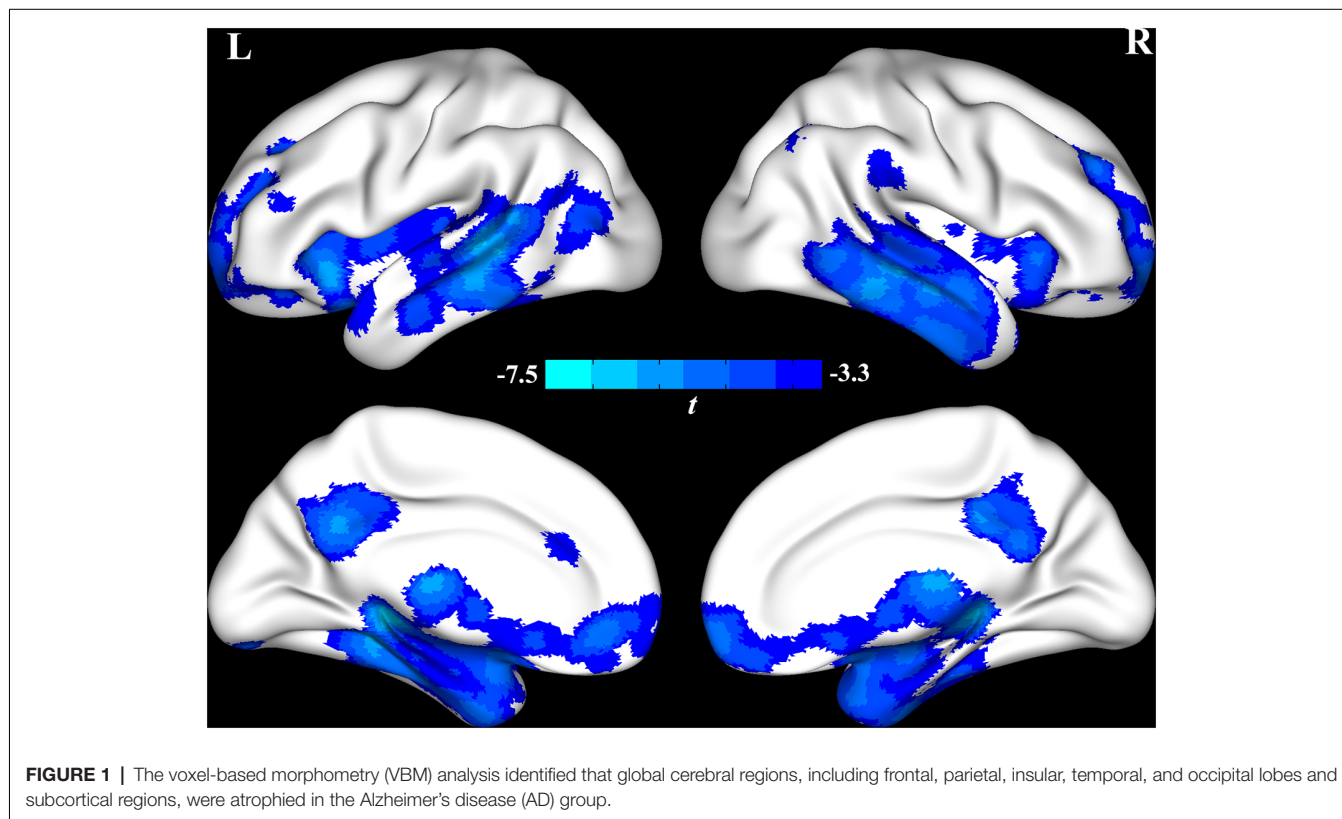 L R
-7.5 -3.3
t
FIGURE 1 | The voxel-based morphometry (VBM) analysis identified that global cerebral regions, including frontal, parietal, insular, temporal, and occipital lobes and
subcortical regions, were atrophied in the Alzheimer's disease (AD) group.